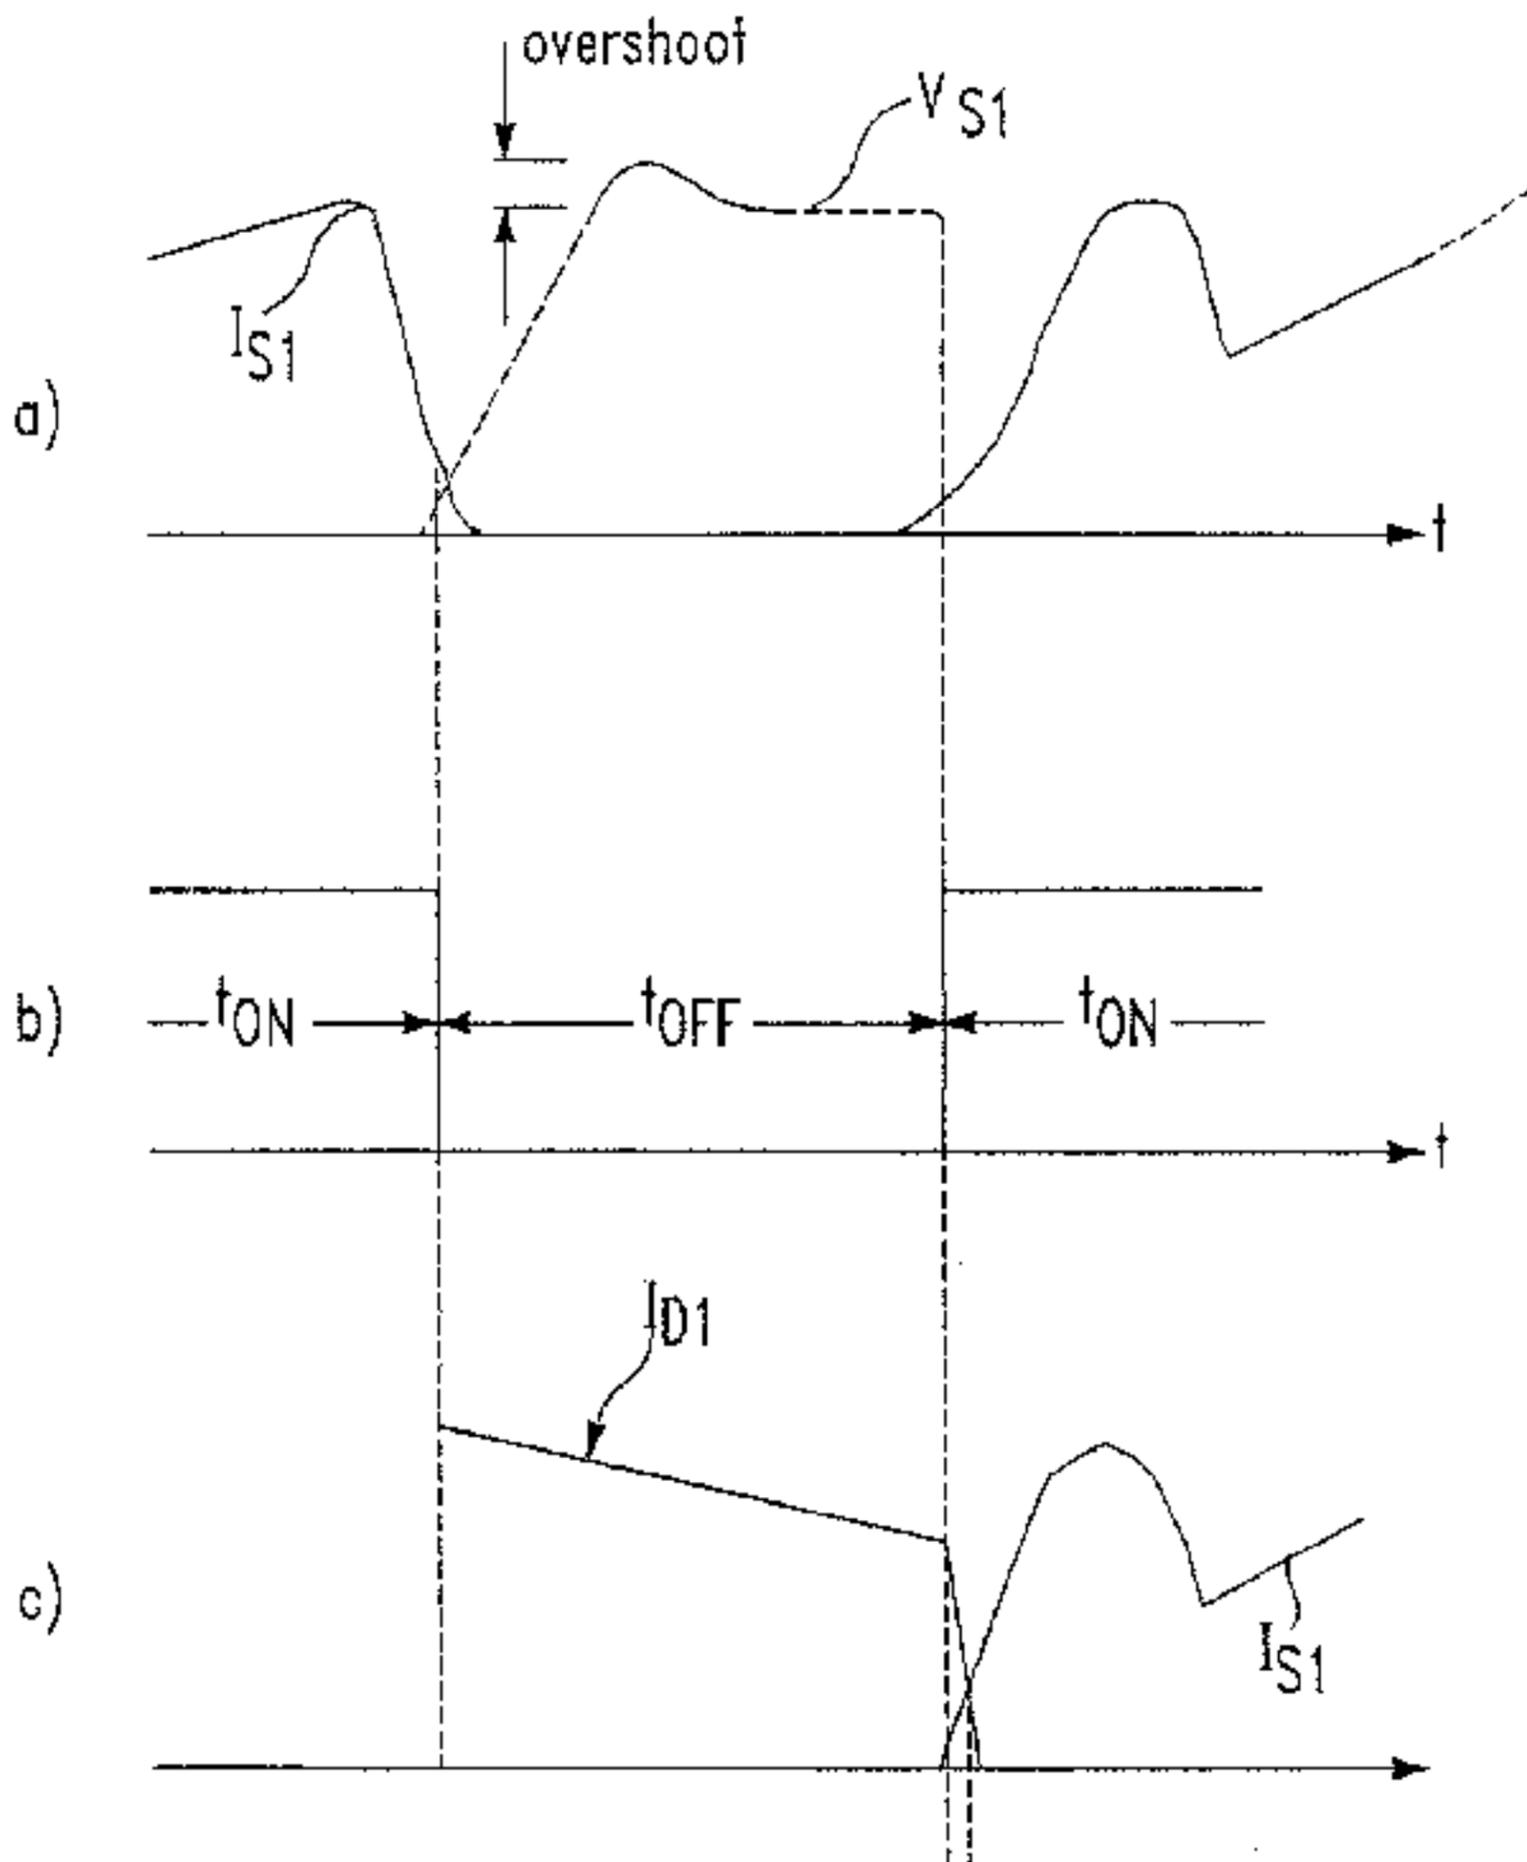 overshoot
V S1
I S1
a)
t
b)
t ON
t OFF
t ON
t
I D1
c)
I S1